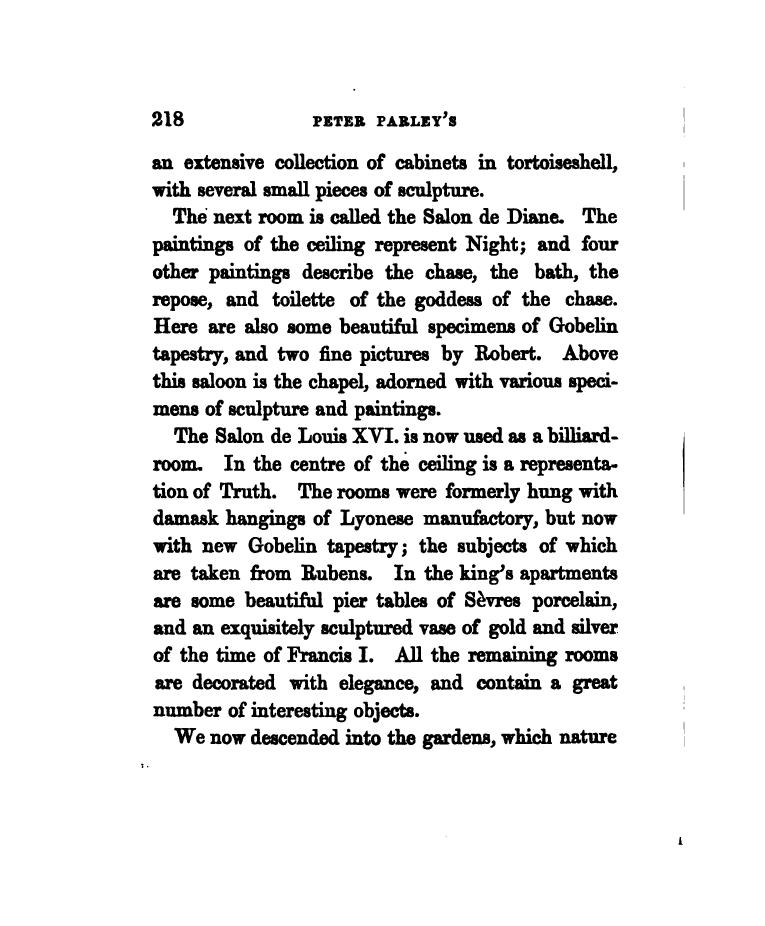 218 PETER PARLEY'S
an extensive collection of cabinets in tortoiseshell,
with several small pieces of sculpture.
The next room is called the Salon de Diane. The
paintings of the ceiling represent Night; and four
other paintings describe the chase, the bath, the
repose, and toilette of the goddess of the chase.
Here are also some beautiful specimens of Gobelin
tapestry, and two fine pictures by Robert. Above
this saloon is the chapel, adorned with various speci-
mens of sculpture and paintings.
The Salon de Louis XVI. is now used as a billiard-
room. In the centre of the ceiling is a representa-
tion of Truth. The rooms were formerly hung with
damask hangings of Lyonese manufactory, but now
with new Gobelin tapestry; the subjects of which
are taken from Rubens. In the king's apartments
are some beautiful pier tables of Sèvres porcelain,
and an exquisitely sculptured vase of gold and silver
of the time of Francis I. All the remaining rooms
are decorated with elegance, and contain a great
number of interesting objects.
We now descended into the gardens, which nature